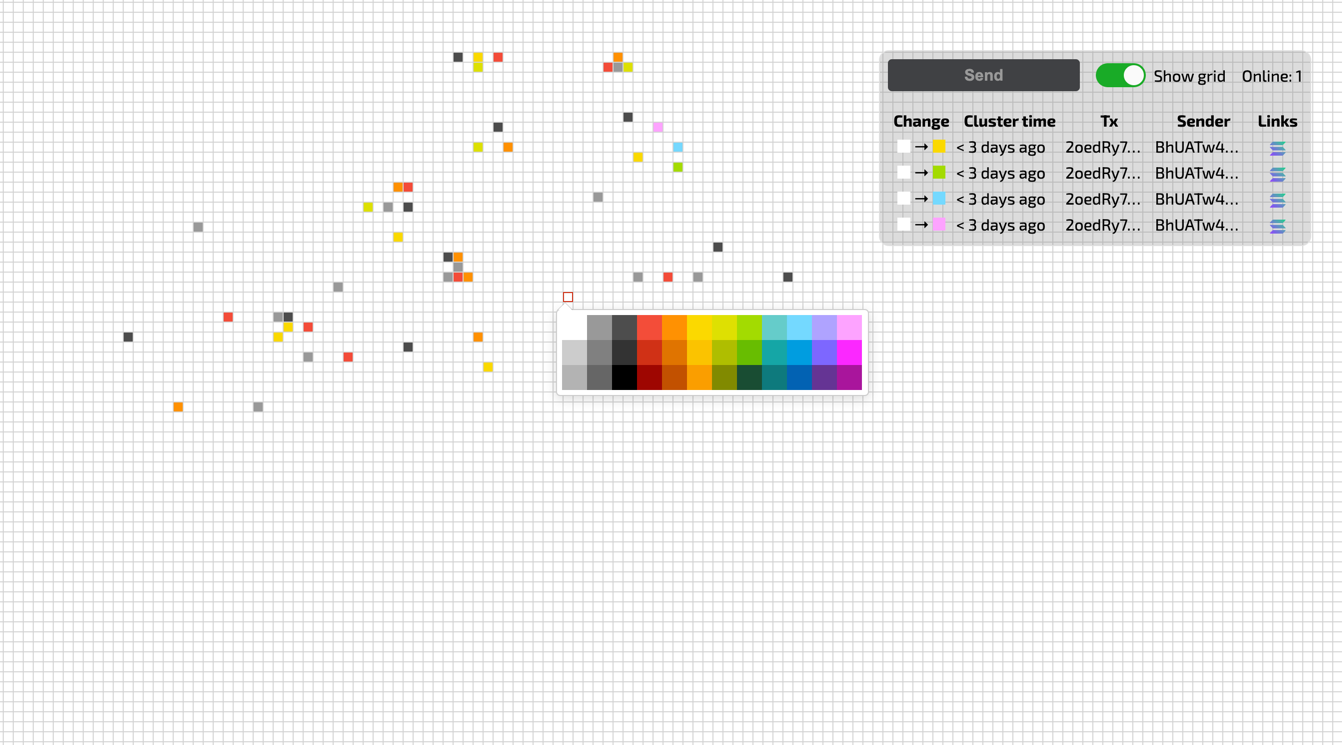 Send Show grid Online: 1
Change Cluster time Tx Sender Links
→ < 3 days ago 2oedRy7... BhUATw4...
→ < 3 days ago 2oedRy7... BhUATw4...
→ < 3 days ago 2oedRy7... BhUATw4...
→ < 3 days ago 2oedRy7... BhUATw4...